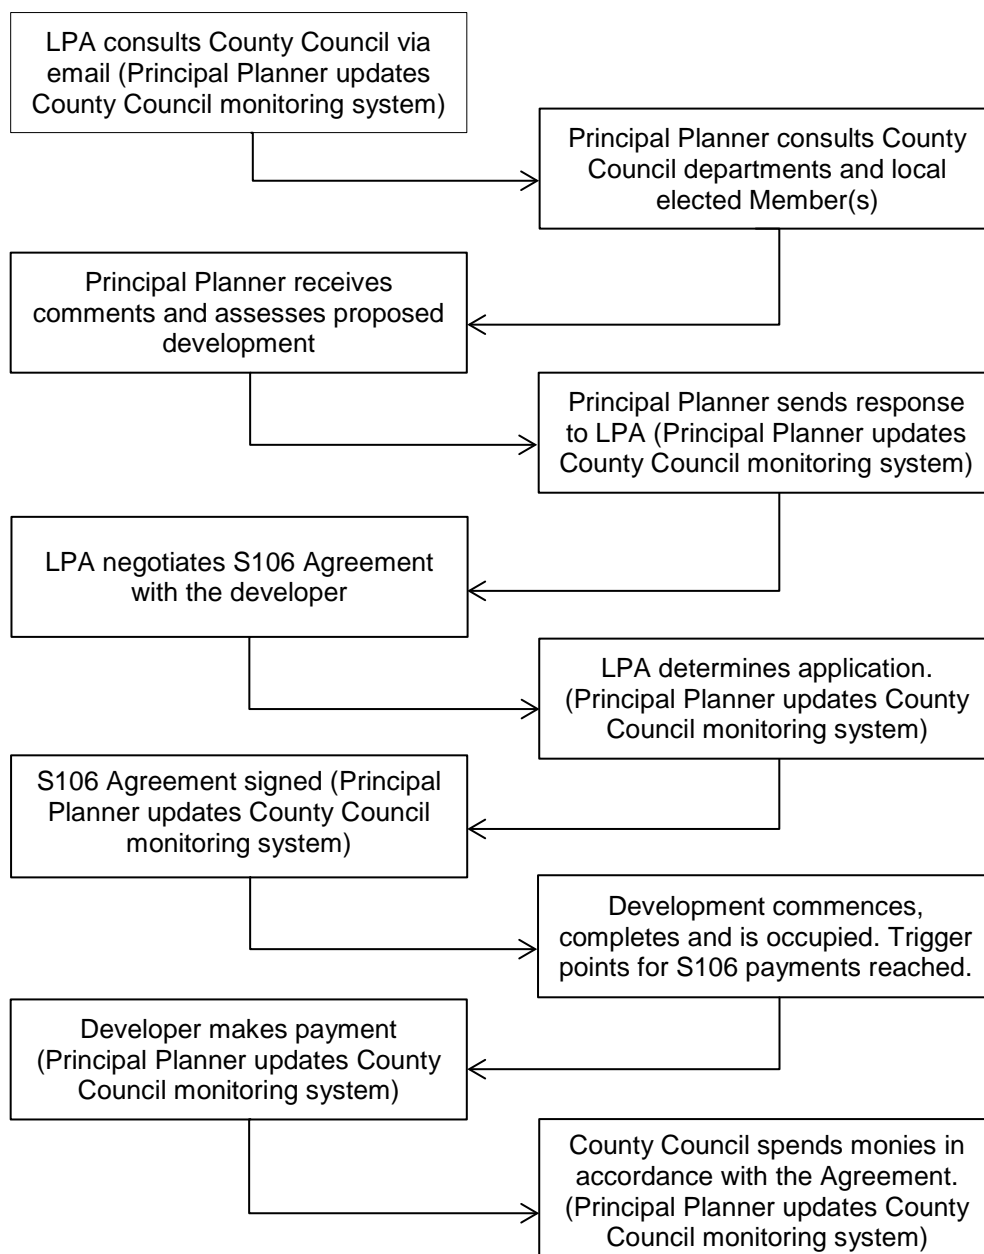 LPA consults County Council via
email (Principal Planner updates
County Council monitoring system)
Principal Planner consults County
Council departments and local
elected Member(s)
Principal Planner receives
comments and assesses proposed
development
Principal Planner sends response
to LPA (Principal Planner updates
County Council monitoring system)
LPA negotiates S106 Agreement
with the developer
LPA determines application.
(Principal Planner updates County
Council monitoring system)
S106 Agreement signed (Principal
Planner updates County Council
monitoring system)
Development commences,
completes and is occupied. Trigger
points for S106 payments reached.
Developer makes payment
(Principal Planner updates County
Council monitoring system)
County Council spends monies in
accordance with the Agreement.
(Principal Planner updates County
Council monitoring system)